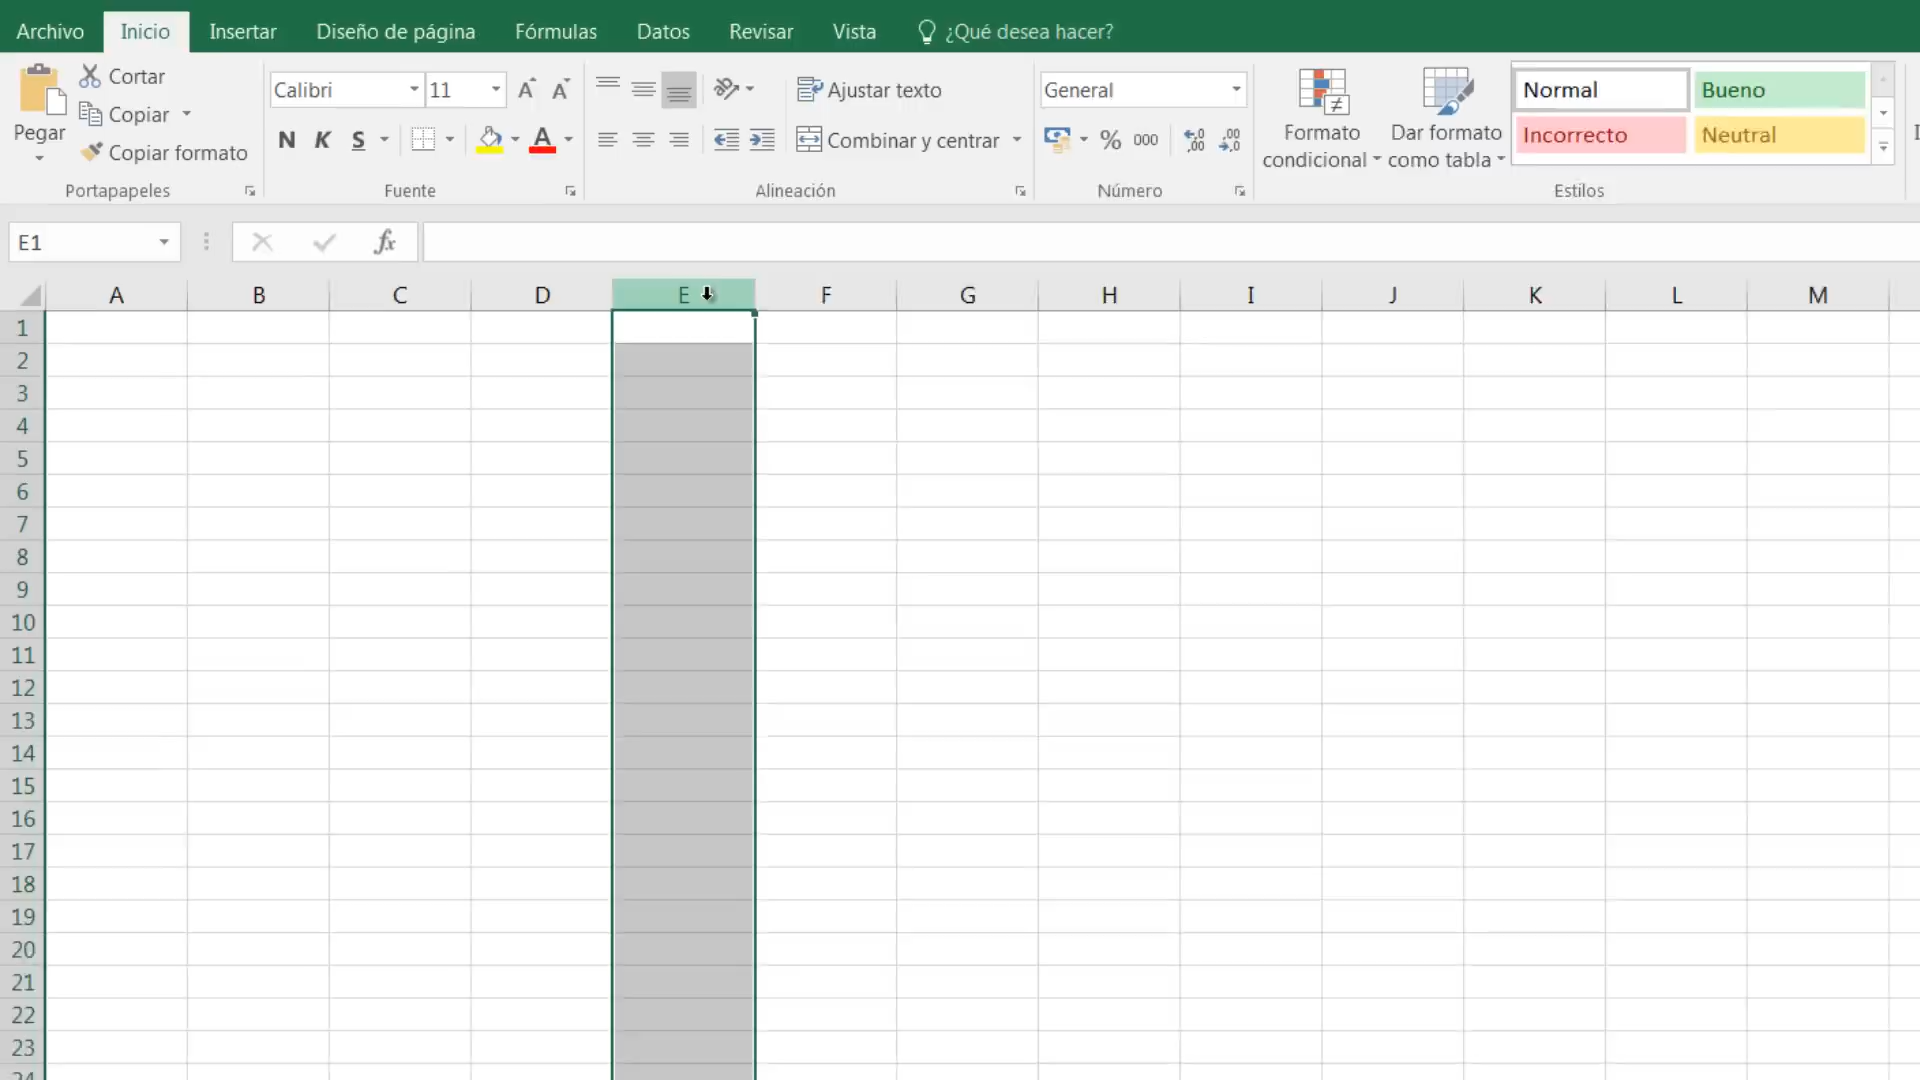 Archivo Inicio Insertar Diseño de página Fórmulas Datos Revisar Vista ¿Qué desea hacer?
Pegar
Cortar
Copiar
Copiar formato
Portapapeles
Calibri 11 A A
N K S A
Fuente
Ajustar texto
Combinar y centrar
Alineación
General
% 000
Número
Formato
condicional
Dar formato
como tabla
Normal Bueno
Incorrecto Neutral
Estilos
E1 fx
A B C D E F G H I J K L M
1
2
3
4
5
6
7
8
9
10
11
12
13
14
15
16
17
18
19
20
21
22
23